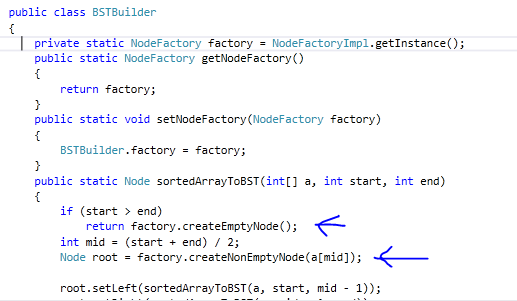 public class BSTBuilder
{
private static NodeFactory factory = NodeFactoryImpl.getInstance();
public static NodeFactory getNodeFactory()
{
return factory;
}
public static void setNodeFactory(NodeFactory factory)
{
BSTBuilder.factory = factory;
}
public static Node sortedArrayToBST(int[] a, int start, int end)
{
if (start > end)
return factory.createEmptyNode();
int mid = (start + end) / 2;
Node root = factory.createNonEmptyNode(a[mid]);
root.setLeft(sortedArrayToBST(a, start, mid - 1));